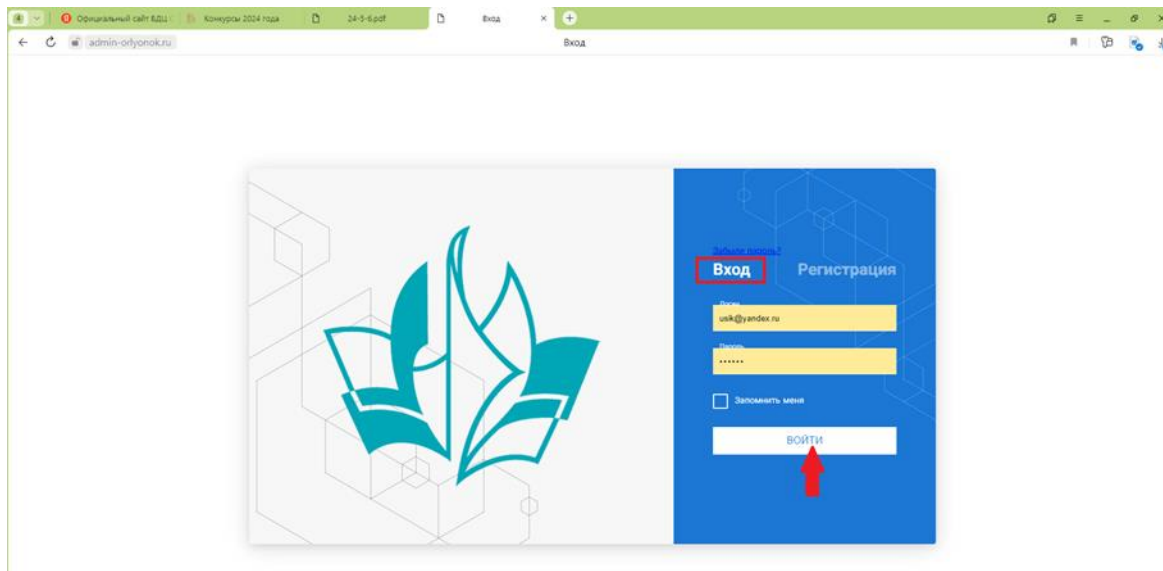 Официальный сайт ВДЦ
Конкурсы 2024 года
24-5-6.pdf
Вход
admin-orlyonok.ru
Вход
Забыли пароль?
Вход Регистрация
Логин
usik@yandex.ru
Пароль
••••••
Запомнить меня
ВОЙТИ